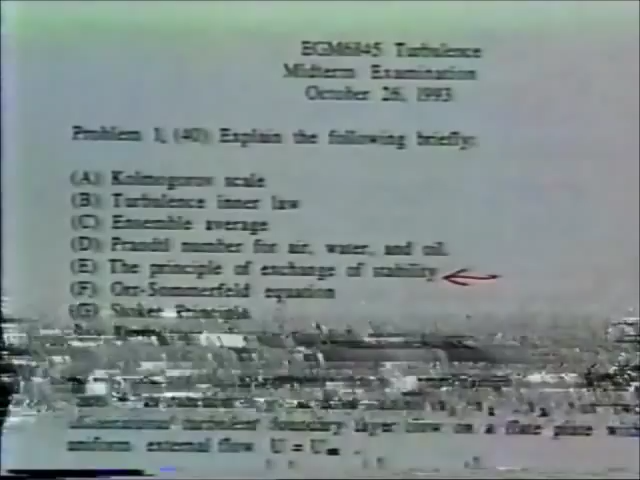 EGM6845 Turbulence
Midterm Examination
October 26, 1993
Problem 1, (40) Explain the following briefly:
(A) Kolmogorov scale
(B) Turbulence inner law
(C) Ensemble average
(D) Prandtl number for air, water, and oil.
(E) The principle of exchange of stability
(F) Orr-Sommerfeld equation
(G) Stokes Principle
turbulent boundary layer flow on a flat plate
uniform external flow U = U∞